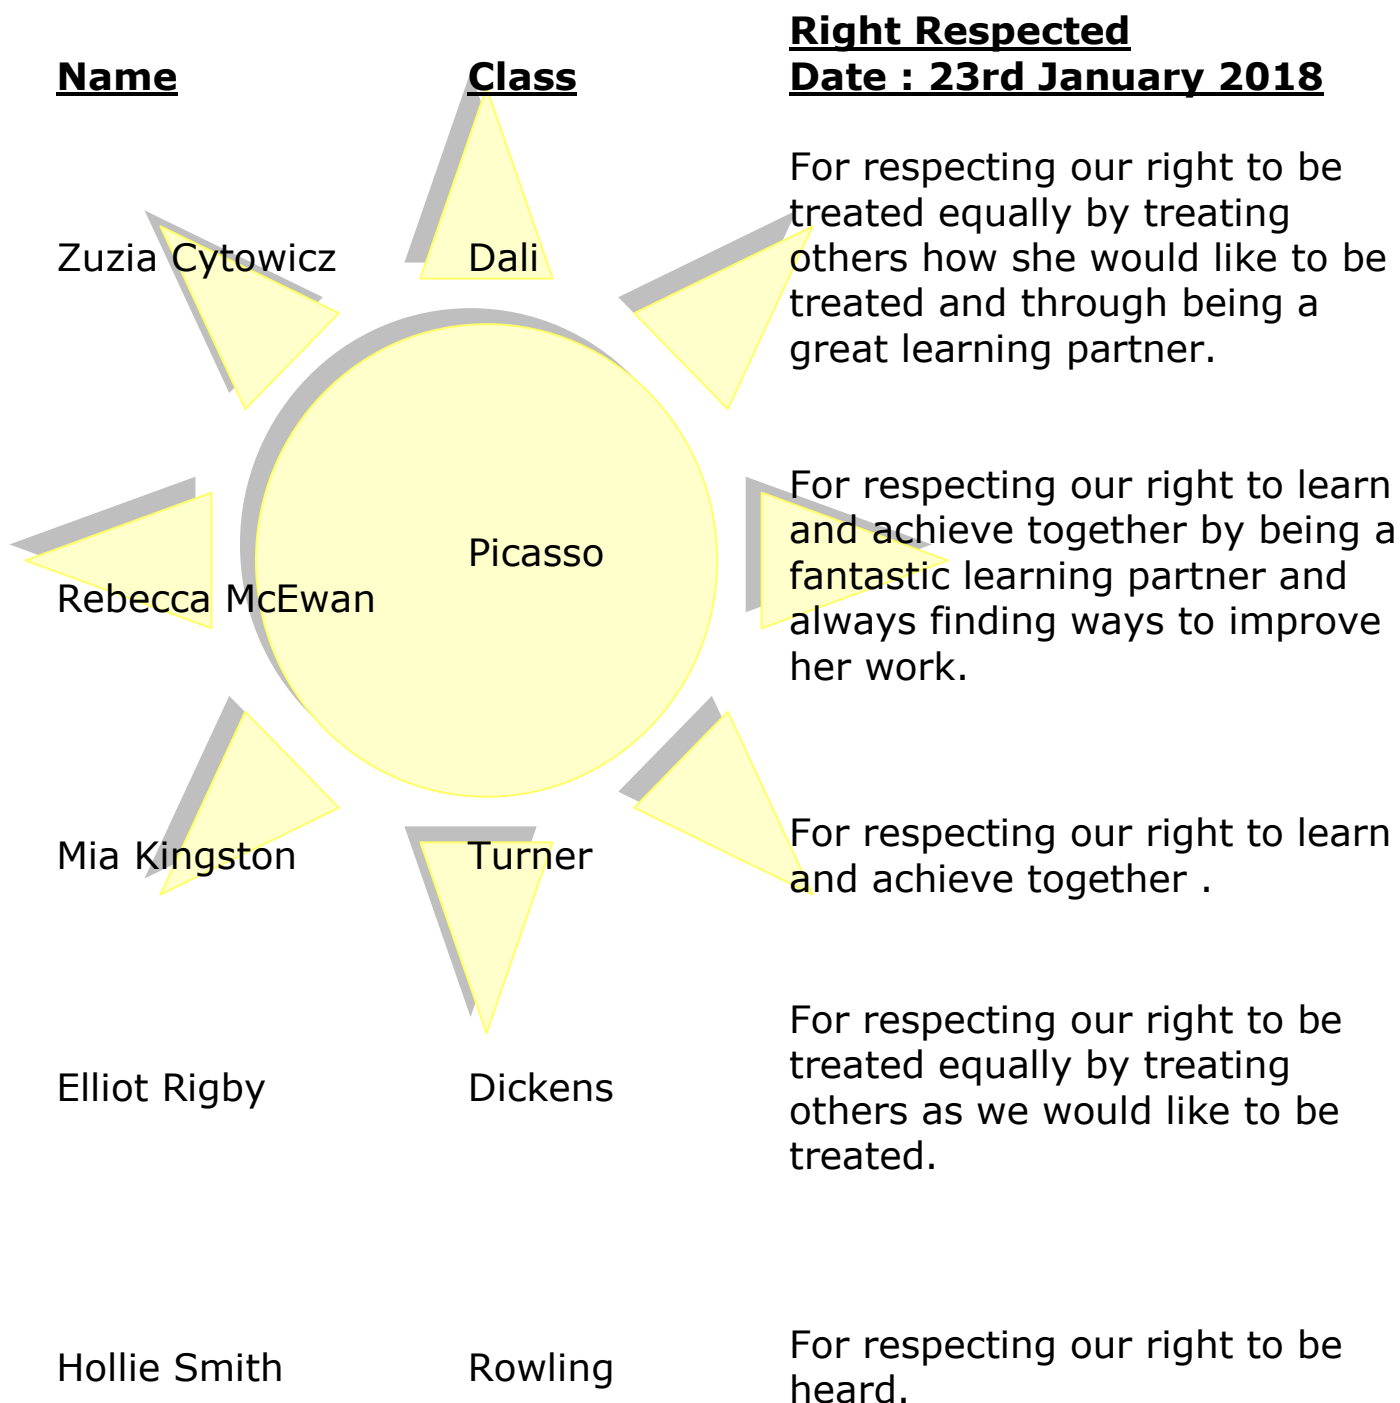 Right Respected
Name Class Date : 23rd January 2018
For respecting our right to be
treated equally by treating
Zuzia Cytowicz Dali others how she would like to be
treated and through being a
great learning partner.
For respecting our right to learn
and achieve together by being a
Picasso
fantastic learning partner and
Rebecca McEwan
always finding ways to improve
her work.
For respecting our right to learn
Mia Kingston Turner
and achieve together .
For respecting our right to be
treated equally by treating
Elliot Rigby Dickens
others as we would like to be
treated.
For respecting our right to be
Hollie Smith Rowling
heard.